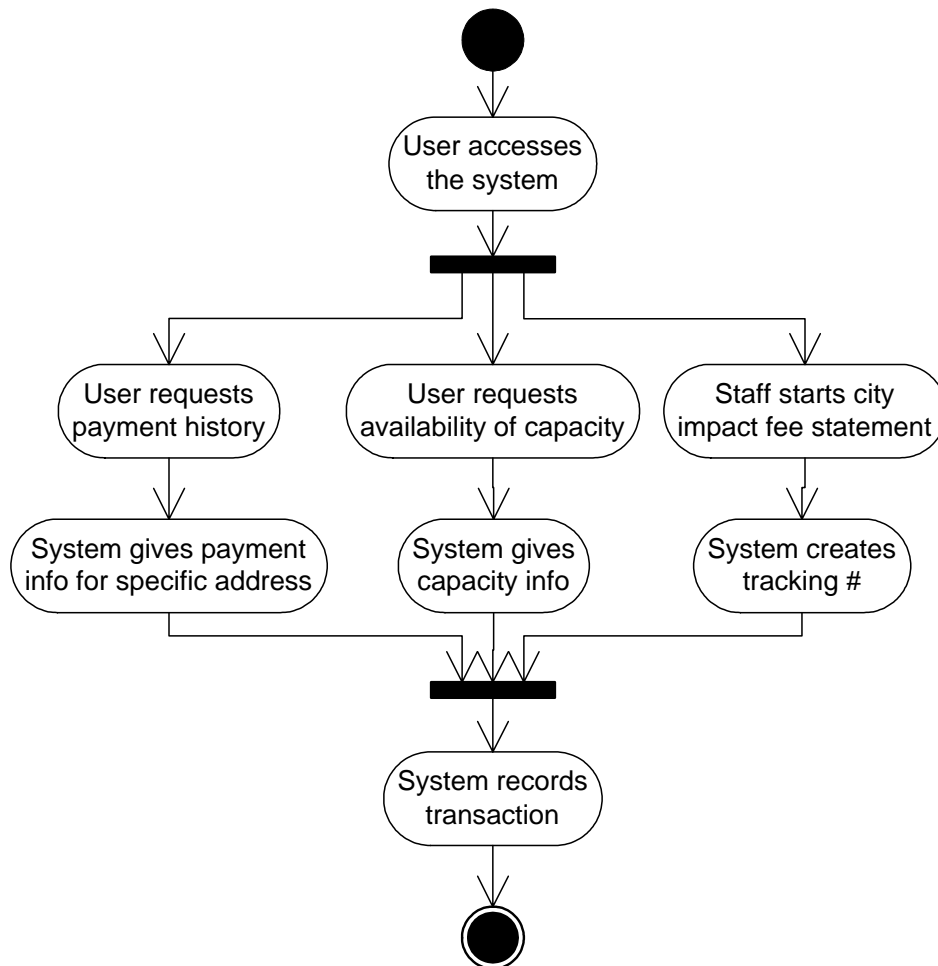 User accesses
the system
User requests
payment history
User requests
availability of capacity
Staff starts city
impact fee statement
System gives payment
info for specific address
System gives
capacity info
System creates
tracking #
System records
transaction